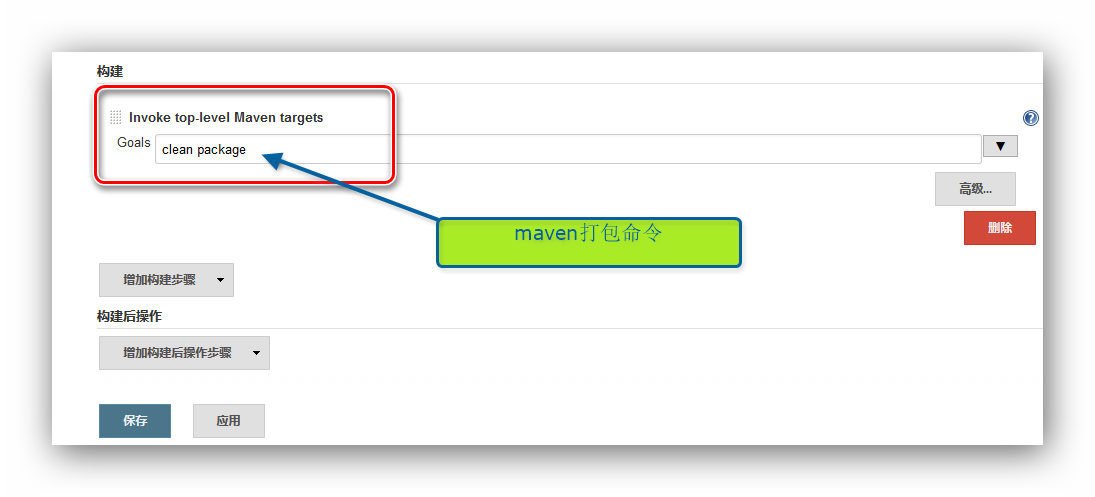 构建
Invoke top-level Maven targets
?
Goals
clean package
▼
高级...
删除
maven打包命令
增加构建步骤
构建后操作
增加构建后操作步骤
保存
应用